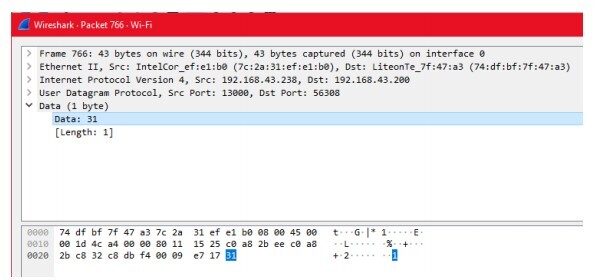 Wireshark · Packet 766 · Wi-Fi
> Frame 766: 43 bytes on wire (344 bits), 43 bytes captured (344 bits) on interface 0
> Ethernet II, Src: IntelCor_ef:e1:b0 (7c:2a:31:ef:e1:b0), Dst: LiteonTe_7f:47:a3 (74:df:bf:7f:47:a3)
> Internet Protocol Version 4, Src: 192.168.43.238, Dst: 192.168.43.200
> User Datagram Protocol, Src Port: 13000, Dst Port: 56308
Data (1 byte)
Data: 31
[Length: 1]
0000 74 df bf 7f 47 a3 7c 2a 31 ef e1 b0 08 00 45 00 t···G·|* 1·····E·
0010 00 1d 4c a4 00 00 80 11 15 25 c0 a8 2b ee c0 a8 ··L····· ·%··+···
0020 2b c8 32 c8 db f4 00 09 e7 17 31 +·2····· ··1